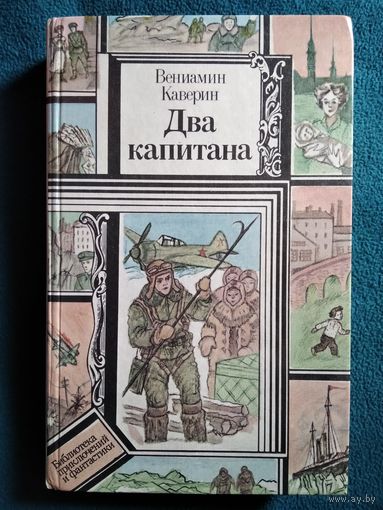 Вениамин
Каверин
Два
капитана
Библиотека
приключений
и фантастики
www.ay.by